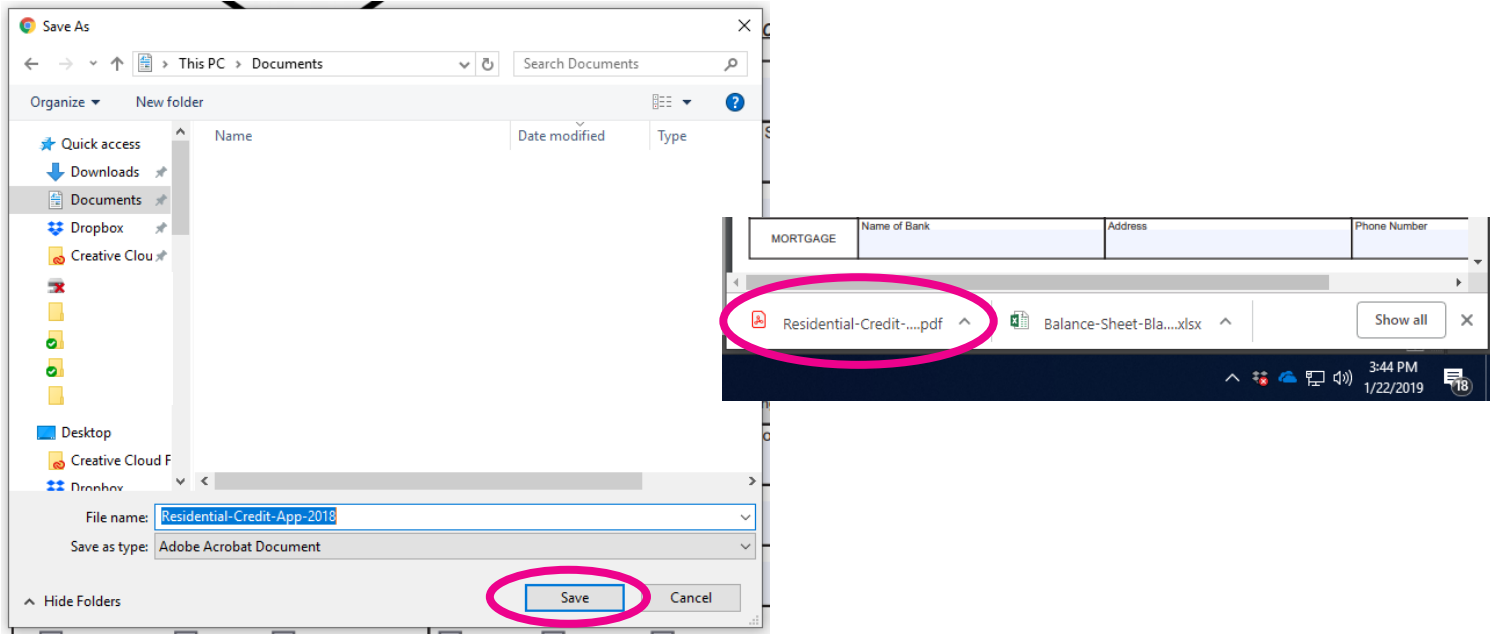 Save As
This PC > Documents
Search Documents
Organize
New folder
?
Name
Date modified
Type
Quick access
Downloads
Documents
Dropbox
Creative Clou
Desktop
Creative Cloud F
Dropbox
File name: Residential-Credit-App-2018
Save as type: Adobe Acrobat Document
Hide Folders
Save
Cancel
MORTGAGE
Name of Bank
Address
Phone Number
Residential-Credit-....pdf
Balance-Sheet-Bla....xlsx
Show all
3:44 PM
1/22/2019
18